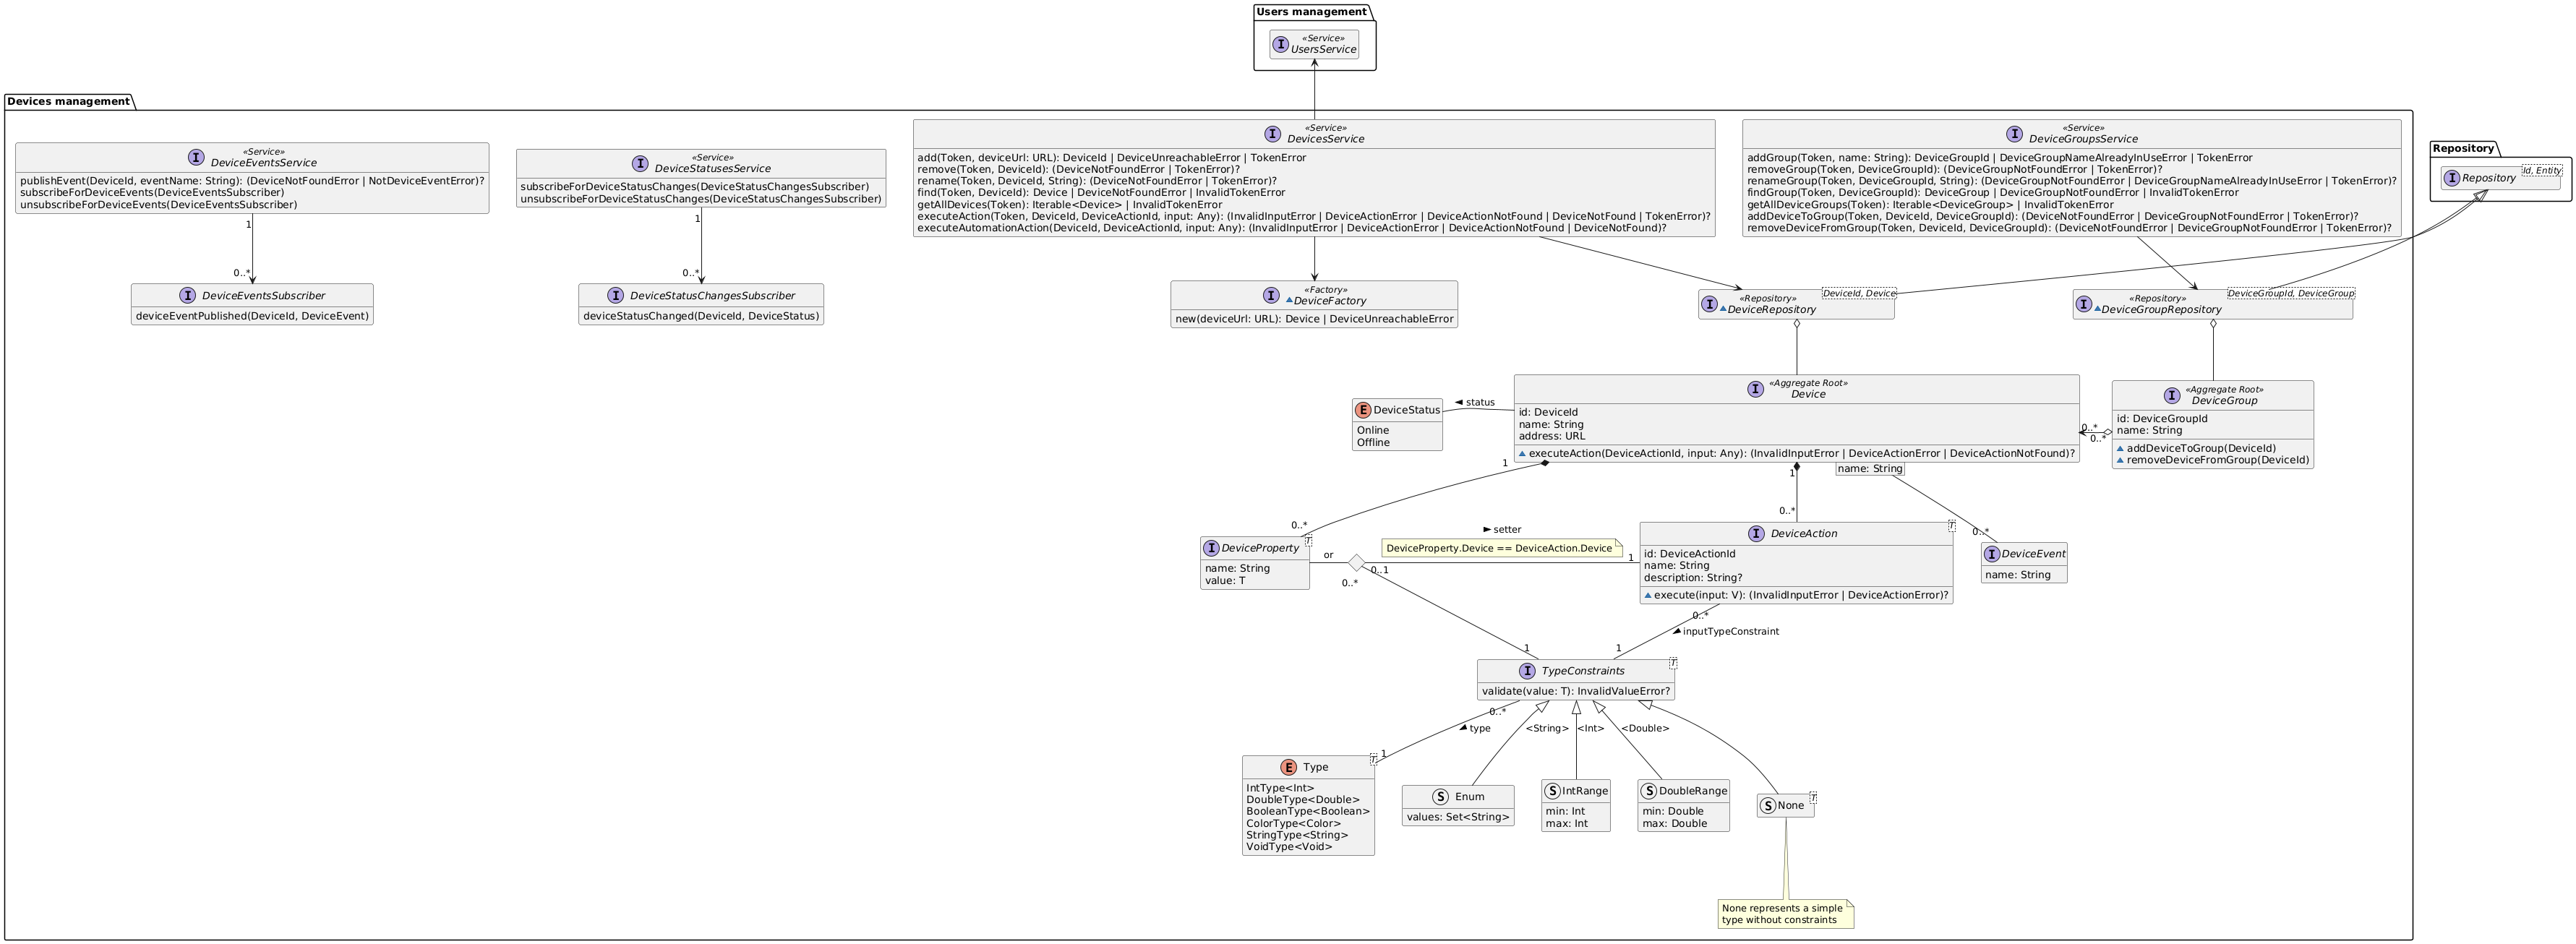 Users management
I
«Service»
UsersService
Devices management
I
«Service»
DeviceEventsService
publishEvent(DeviceId, eventName: String): (DeviceNotFoundError | NotDeviceEventError)?
subscribeForDeviceEvents(DeviceEventsSubscriber)
unsubscribeForDeviceEvents(DeviceEventsSubscriber)
I
«Service»
DeviceStatusesService
subscribeForDeviceStatusChanges(DeviceStatusChangesSubscriber)
unsubscribeForDeviceStatusChanges(DeviceStatusChangesSubscriber)
I
«Service»
DevicesService
add(Token, deviceUrl: URL): DeviceId | DeviceUnreachableError | TokenError
remove(Token, DeviceId): (DeviceNotFoundError | TokenError)?
rename(Token, DeviceId, String): (DeviceNotFoundError | TokenError)?
find(Token, DeviceId): Device | DeviceNotFoundError | InvalidTokenError
getAllDevices(Token): Iterable<Device> | InvalidTokenError
executeAction(Token, DeviceId, DeviceActionId, input: Any): (InvalidInputError | DeviceActionError | DeviceActionNotFound | DeviceNotFound | TokenError)?
executeAutomationAction(DeviceId, DeviceActionId, input: Any): (InvalidInputError | DeviceActionError | DeviceActionNotFound | DeviceNotFound)?
I
«Service»
DeviceGroupsService
addGroup(Token, name: String): DeviceGroupId | DeviceGroupNameAlreadyInUseError | TokenError
removeGroup(Token, DeviceGroupId): (DeviceGroupNotFoundError | TokenError)?
renameGroup(Token, DeviceGroupId, String): (DeviceGroupNotFoundError | DeviceGroupNameAlreadyInUseError | TokenError)?
findGroup(Token, DeviceGroupId): DeviceGroup | DeviceGroupNotFoundError | InvalidTokenError
getAllDeviceGroups(Token): Iterable<DeviceGroup> | InvalidTokenError
addDeviceToGroup(Token, DeviceId, DeviceGroupId): (DeviceNotFoundError | DeviceGroupNotFoundError | TokenError)?
removeDeviceFromGroup(Token, DeviceId, DeviceGroupId): (DeviceNotFoundError | DeviceGroupNotFoundError | TokenError)?
Repository
I
Repository
Id, Entity
1
0..*
1
0..*
I
DeviceEventsSubscriber
deviceEventPublished(DeviceId, DeviceEvent)
I
DeviceStatusChangesSubscriber
deviceStatusChanged(DeviceId, DeviceStatus)
I
«Factory»
DeviceFactory
new(deviceUrl: URL): Device | DeviceUnreachableError
I
«Repository»
DeviceRepository
DeviceId, Device
I
«Repository»
DeviceGroupRepository
DeviceGroupId, DeviceGroup
E
DeviceStatus
Online
Offline
status
I
«Aggregate Root»
Device
id: DeviceId
name: String
address: URL
executeAction(DeviceActionId, input: Any): (InvalidInputError | DeviceActionError | DeviceActionNotFound)?
0..*
0..*
I
«Aggregate Root»
DeviceGroup
id: DeviceGroupId
name: String
addDeviceToGroup(DeviceId)
removeDeviceFromGroup(DeviceId)
1
1
name: String
0..*
0..*
0..*
I
DeviceProperty
T
name: String
value: T
or
0..*
0..1
setter
DeviceProperty.Device == DeviceAction.Device
1
I
DeviceAction
T
id: DeviceActionId
name: String
description: String?
execute(input: V): (InvalidInputError | DeviceActionError)?
I
DeviceEvent
name: String
0..*
inputTypeConstraint
1
1
I
TypeConstraints
T
validate(value: T): InvalidValueError?
0..*
type
<String>
<Int>
<Double>
1
E
Type
T
IntType<Int>
DoubleType<Double>
BooleanType<Boolean>
ColorType<Color>
StringType<String>
VoidType<Void>
S
Enum
values: Set<String>
S
IntRange
min: Int
max: Int
S
DoubleRange
min: Double
max: Double
S
None
T
None represents a simple
type without constraints